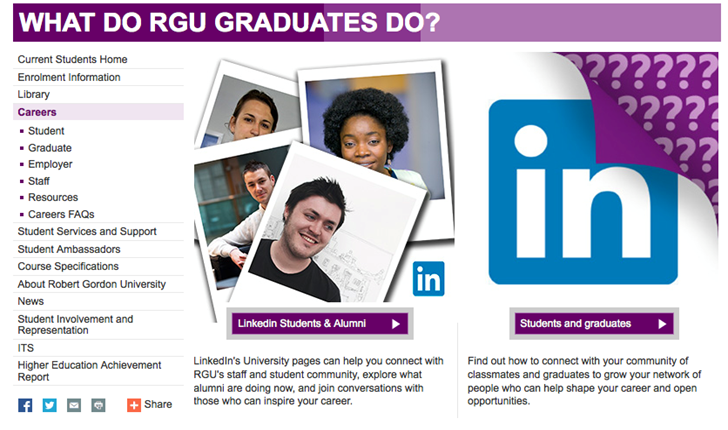 WHAT DO RGU GRADUATES DO?
Current Students Home
Enrolment Information
Library
Careers
Student
Graduate
Employer
Staff
Resources
Careers FAQs
Student Services and Support
Student Ambassadors
Course Specifications
About Robert Gordon University
News
Student Involvement and
Representation
ITS
Higher Education Achievement
Report
Share
in
Linkedin Students & Alumni
LinkedIn's University pages can help you connect with
RGU's staff and student community, explore what
alumni are doing now, and join conversations with
those who can inspire your career.
????????
in
Students and graduates
Find out how to connect with your community of
classmates and graduates to grow your network of
people who can help shape your career and open
opportunities.